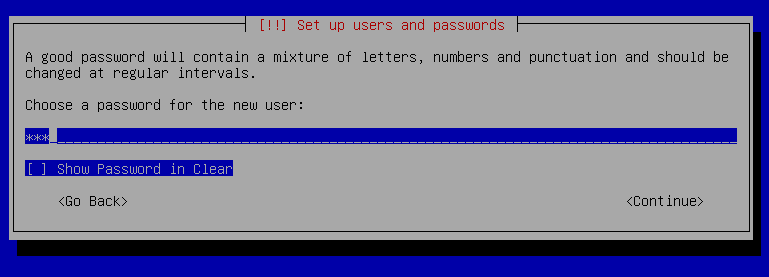 [!!] Set up users and passwords
A good password will contain a mixture of letters, numbers and punctuation and should be
changed at regular intervals.
Choose a password for the new user:
***_______________________________________________________________________________________
[ ] Show Password in Clear
<Go Back> <Continue>